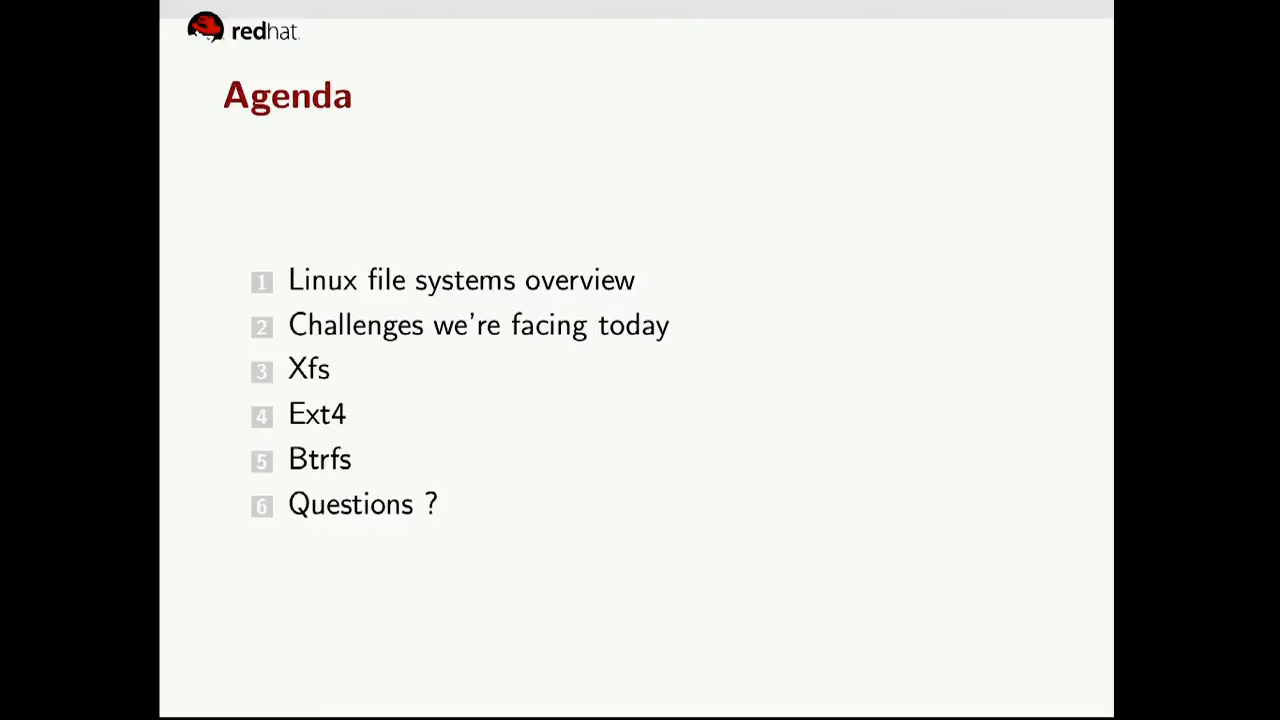 redhat.
Agenda
1 Linux file systems overview
2 Challenges we're facing today
3 Xfs
4 Ext4
5 Btrfs
6 Questions ?